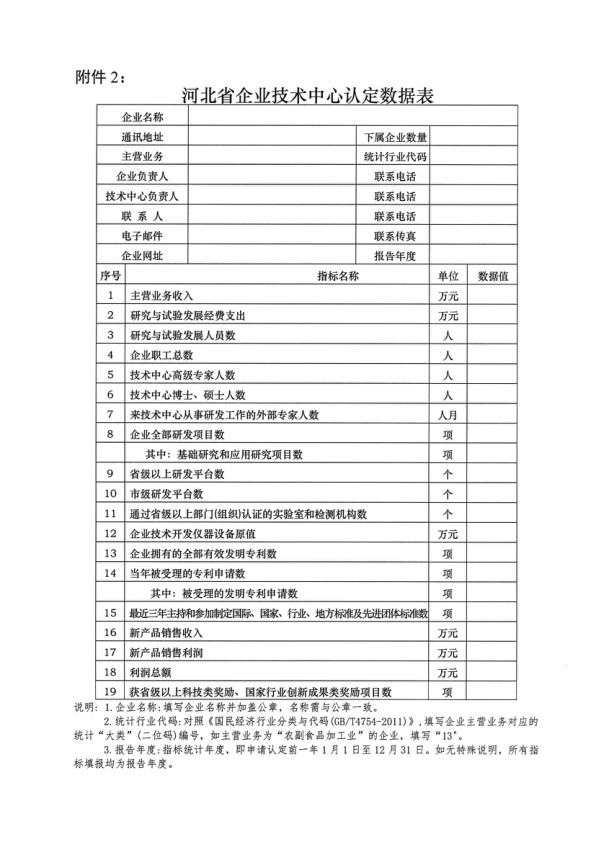 附件 2:
河北省企业技术中心认定数据表
企业名称
通讯地址 下属企业数量
主营业务 统计行业代码
企业负责人 联系电话
技术中心负责人 联系电话
联 系 人 联系电话
电子邮件 联系传真
企业网址 报告年度
序号 指标名称 单位 数据值
1 主营业务收入 万元
2 研究与试验发展经费支出 万元
3 研究与试验发展人员数 人
4 企业职工总数 人
5 技术中心高级专家人数 人
6 技术中心博士、硕士人数 人
7 来技术中心从事研发工作的外部专家人数 人月
8 企业全部研发项目数 项
其中：基础研究和应用研究项目数 项
9 省级以上研发平台数 个
10 市级研发平台数 个
11 通过省级以上部门(组织)认证的实验室和检测机构数 个
12 企业技术开发仪器设备原值 万元
13 企业拥有的全部有效发明专利数 项
14 当年被受理的专利申请数 项
其中：被受理的发明专利申请数 项
15 最近三年主持和参加制定国际、国家、行业、地方标准及先进团体标准数 项
16 新产品销售收入 万元
17 新产品销售利润 万元
18 利润总额 万元
19 获省级以上科技类奖励、国家行业创新成果类奖励项目数 项
说明：1.企业名称:填写企业名称并加盖公章，名称需与公章一致。
2.统计行业代码:对照《国民经济行业分类与代码(GB/T4754-2011)》,填写企业主营业务对应的
统计“大类”(二位码)编号，如主营业务为“农副食品加工业”的企业，填写“13"。
3.报告年度:指标统计年度，即申请认定前一年 1 月 1 日至 12 月 31 日。如无特殊说明，所有指
标填报均为报告年度。